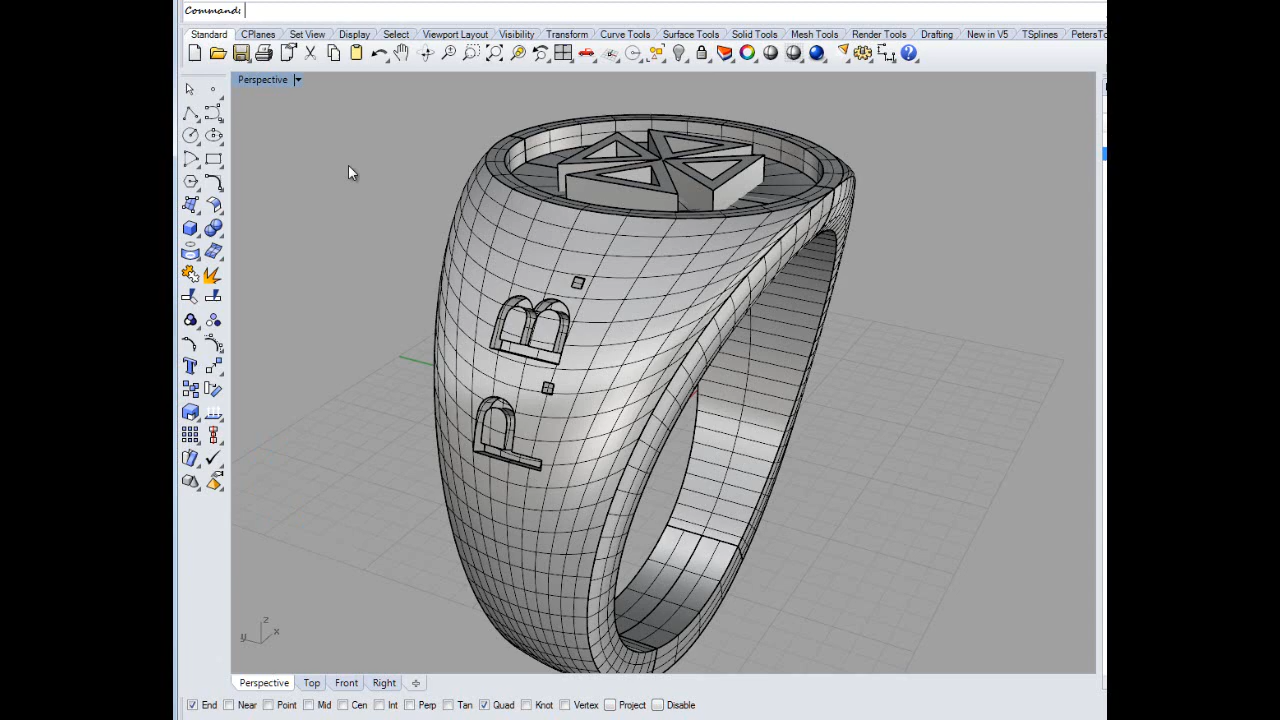 Command:
Standard CPlanes Set View Display Select Viewport Layout Visibility Transform Curve Tools Surface Tools Solid Tools Mesh Tools Render Tools Drafting New in V5 TSplines PetersTo
Perspective
B.
P.
z
y x
Perspective Top Front Right
End Near Point Mid Cen Int Perp Tan Quad Knot Vertex Project Disable